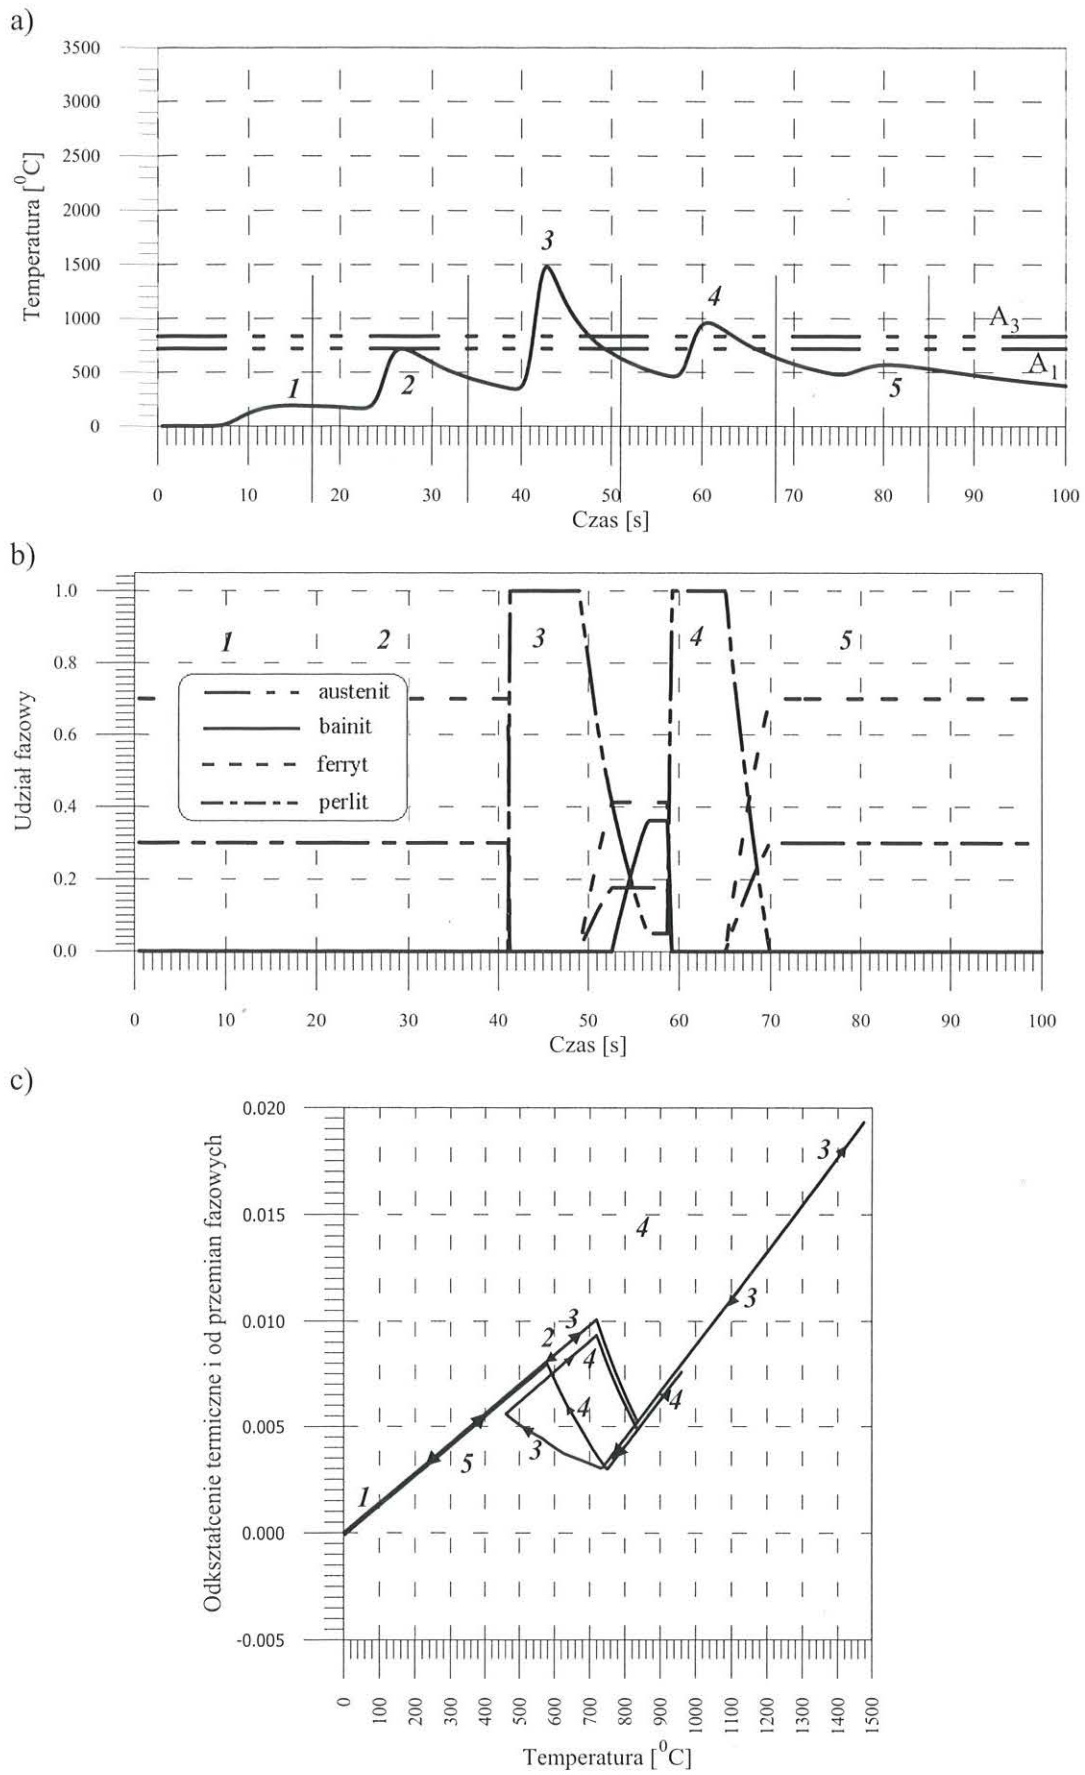 a)
3500
3000
2500
2000
1500
1000
500
0
Temperatura [⁰C]
1
2
3
4
5
A₃
A₁
0 10 20 30 40 50 60 70 80 90 100
Czas [s]
b)
1.0
0.8
0.6
0.4
0.2
0.0
Udział fazowy
1 2 3 4 5
austenit
bainit
ferryt
perlit
0 10 20 30 40 50 60 70 80 90 100
Czas [s]
c)
0.020
0.015
0.010
0.005
0.000
-0.005
Odkształcenie termiczne i od przemian fazowych
3
4
3
3
2
4
4
4
3
5
1
0 100 200 300 400 500 600 700 800 900 1000 1100 1200 1300 1400 1500
Temperatura [⁰C]